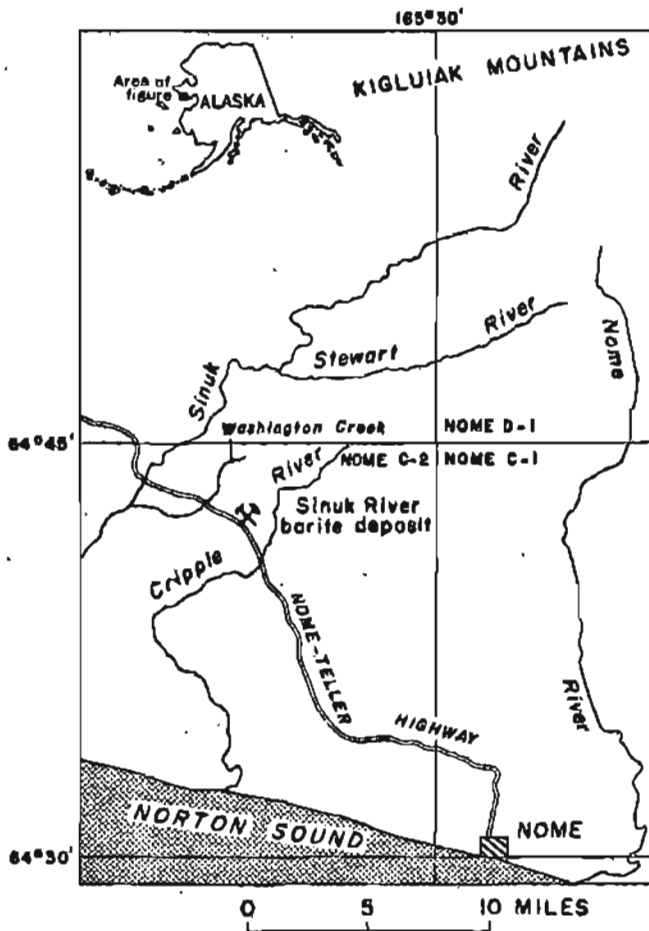 165°30'
KIGLUIAK MOUNTAINS
Area of
figure
ALASKA
River
River
Stewart
Nome
Sinuk
Washington Creek
NOME D-1
64°45'
River
NOME C-2
NOME C-1
Sinuk River
barite deposit
Cripple
NOME-TELLER
HIGHWAY
River
NORTON SOUND
NOME
64°30'
0 5 10 MILES